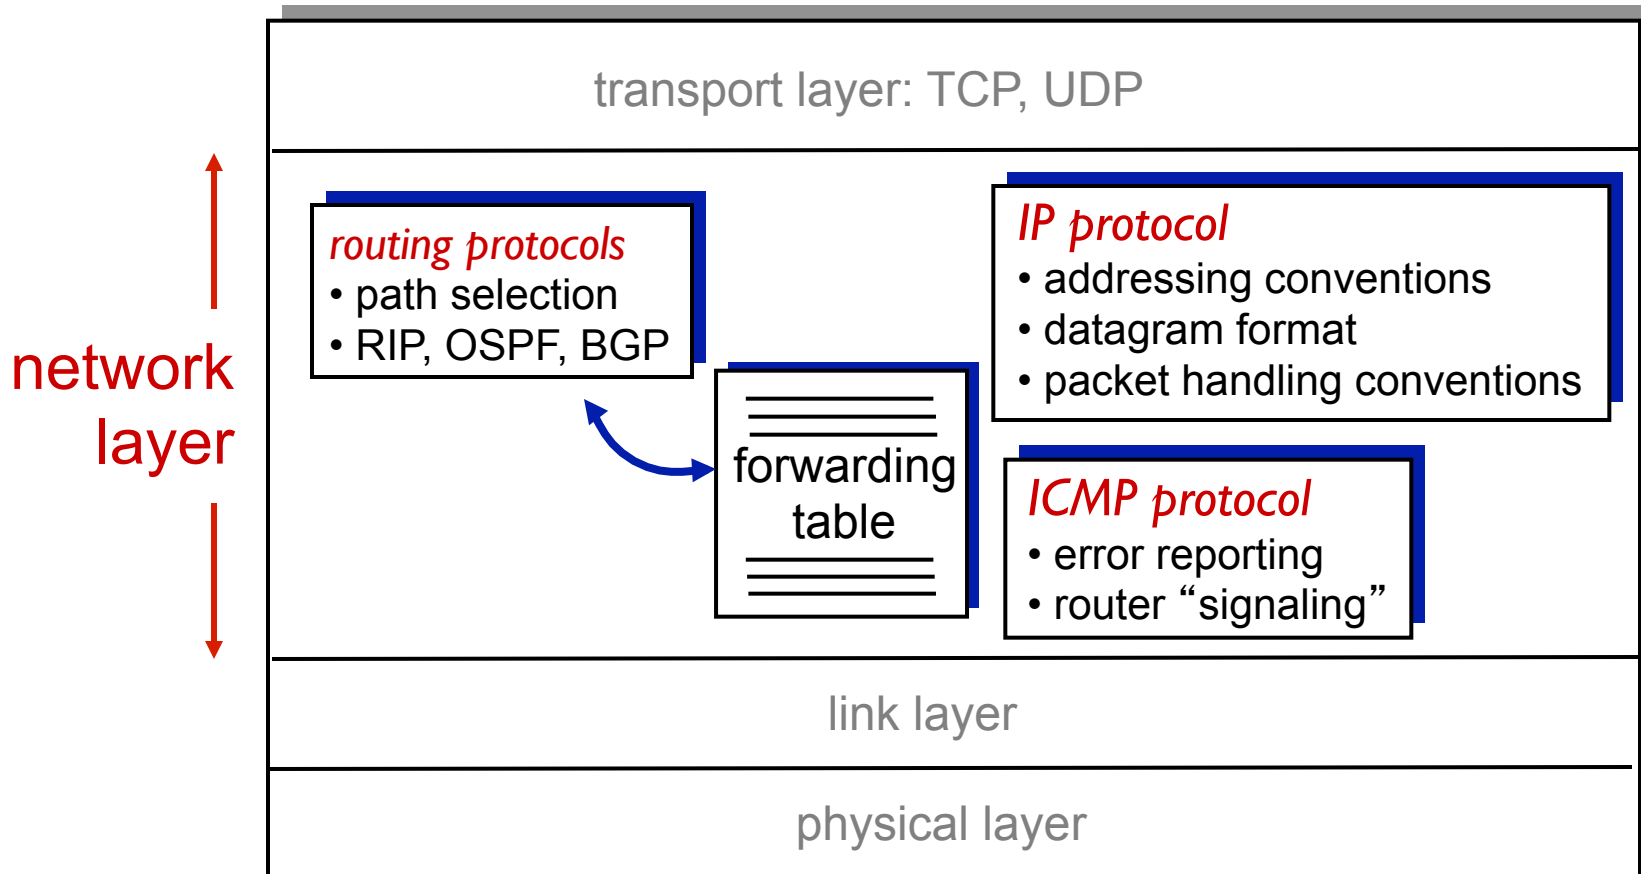 transport layer: TCP, UDP
network
layer
routing protocols
• path selection
• RIP, OSPF, BGP
forwarding
table
IP protocol
• addressing conventions
• datagram format
• packet handling conventions
ICMP protocol
• error reporting
• router “signaling”
link layer
physical layer